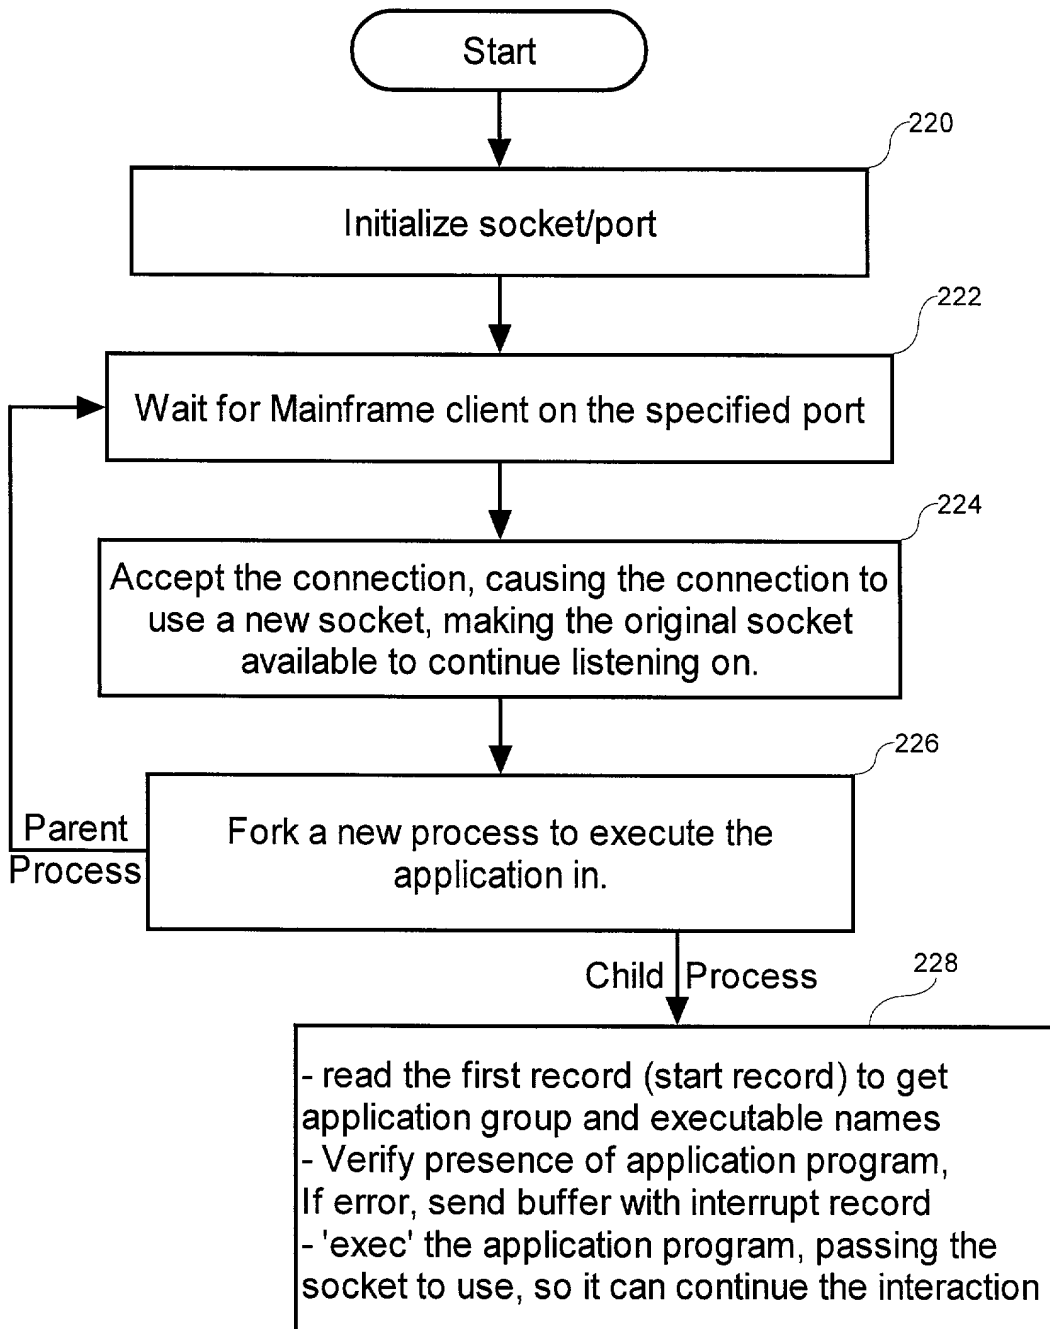 Start
220
Initialize socket/port
222
Wait for Mainframe client on the specified port
224
Accept the connection, causing the connection to
use a new socket, making the original socket
available to continue listening on.
226
Fork a new process to execute the
application in.
Parent
Process
Child Process
228
- read the first record (start record) to get
application group and executable names
- Verify presence of application program,
If error, send buffer with interrupt record
- 'exec' the application program, passing the
socket to use, so it can continue the interaction